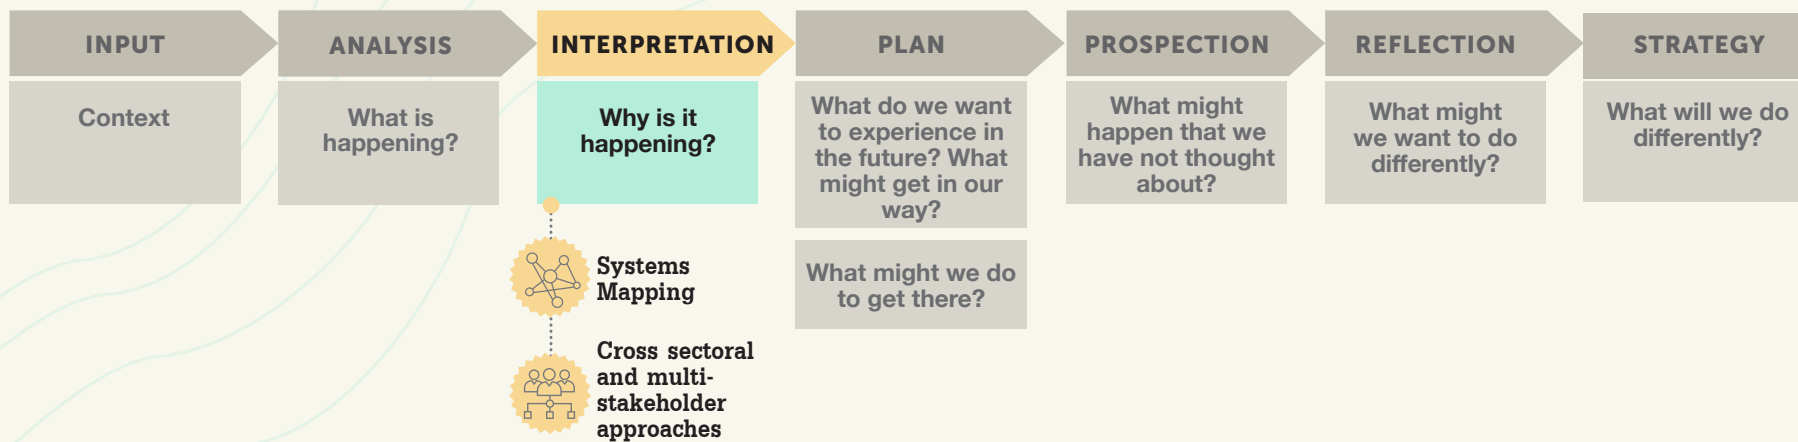 INPUT
ANALYSIS
INTERPRETATION
PLAN
PROSPECTION
REFLECTION
STRATEGY
Context
What is
happening?
Why is it
happening?
What do we want
to experience in
the future? What
might get in our
way?
What might we do
to get there?
What might
happen that we
have not thought
about?
What might
we want to do
differently?
What will we do
differently?
Systems
Mapping
Cross sectoral
and multi-
stakeholder
approaches